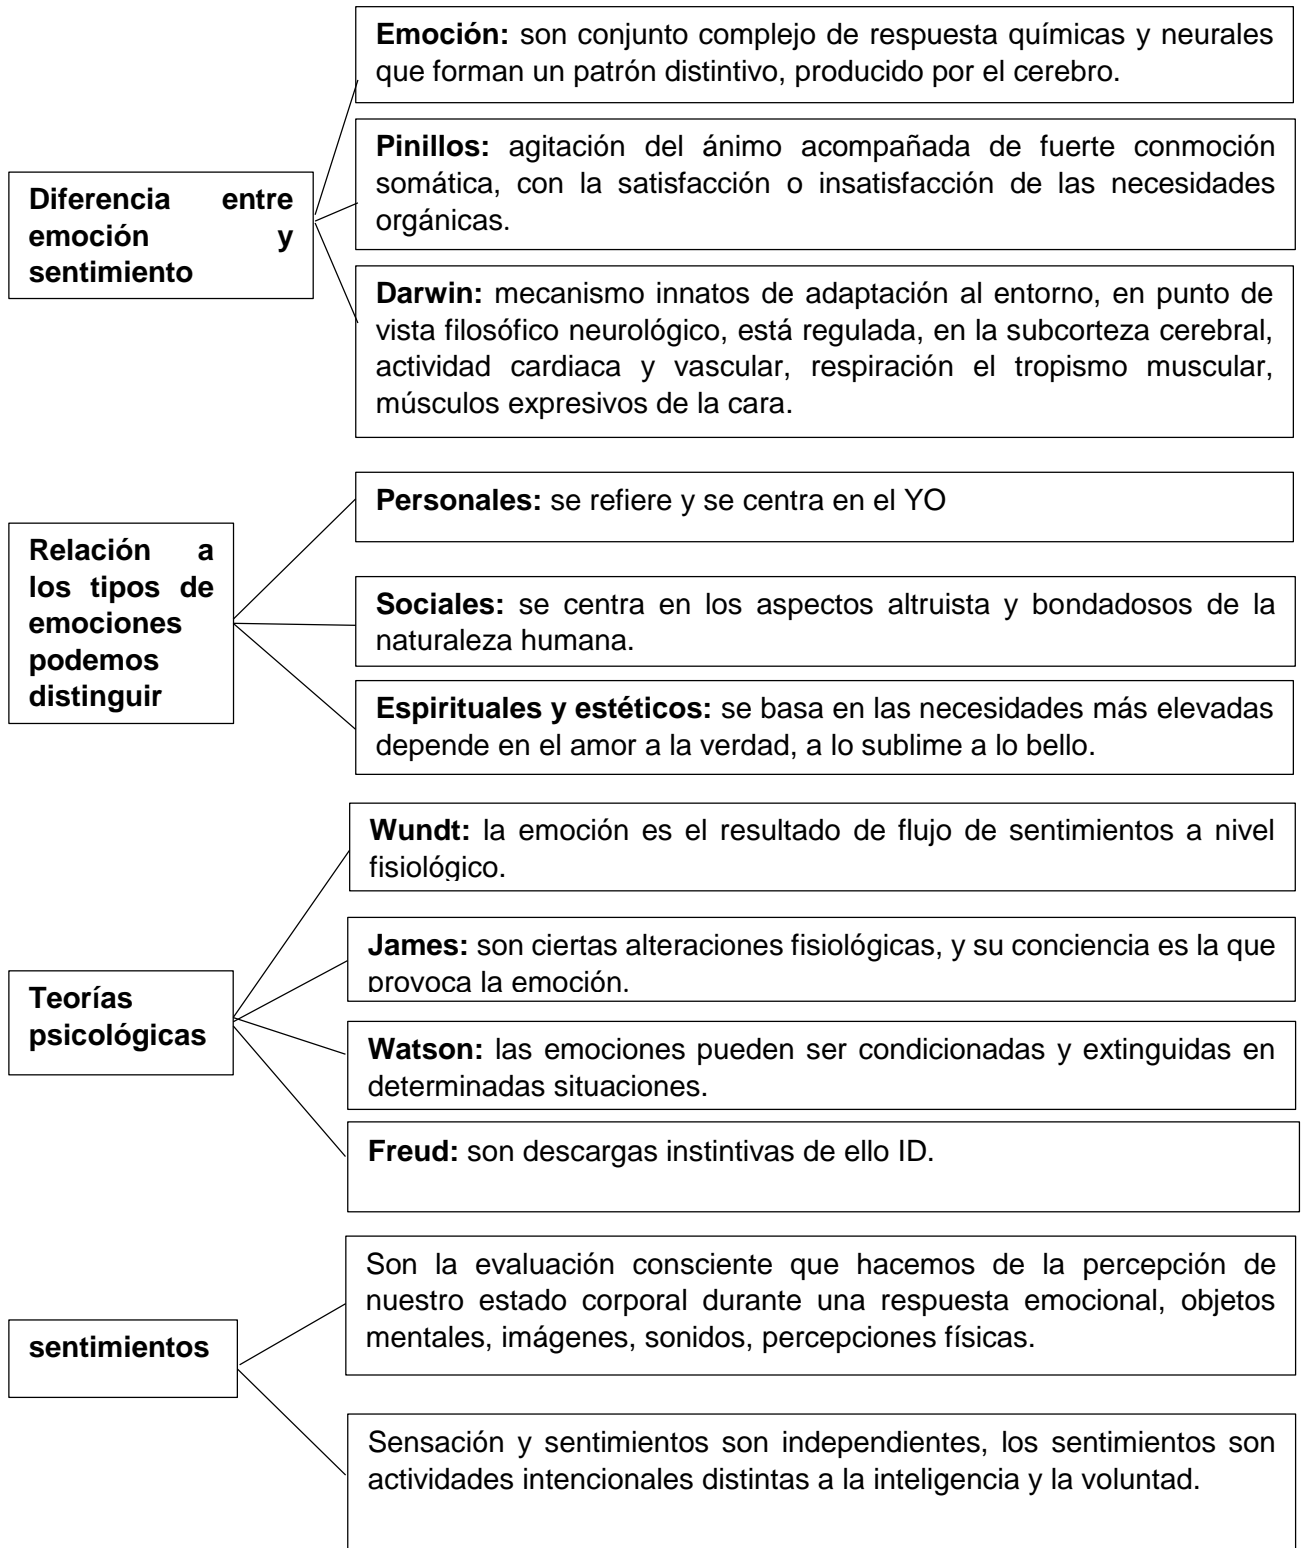 Emoción: son conjunto complejo de respuesta químicas y neurales
que forman un patrón distintivo, producido por el cerebro.
Pinillos: agitación del ánimo acompañada de fuerte conmoción
somática, con la satisfacción o insatisfacción de las necesidades
orgánicas.
Diferencia entre
emoción y
sentimiento
Darwin: mecanismo innatos de adaptación al entorno, en punto de
vista filosófico neurológico, está regulada, en la subcorteza cerebral,
actividad cardiaca y vascular, respiración el tropismo muscular,
músculos expresivos de la cara.
Personales: se refiere y se centra en el YO
Relación a
los tipos de
emociones
podemos
distinguir
Sociales: se centra en los aspectos altruista y bondadosos de la
naturaleza humana.
Espirituales y estéticos: se basa en las necesidades más elevadas
depende en el amor a la verdad, a lo sublime a lo bello.
Wundt: la emoción es el resultado de flujo de sentimientos a nivel
fisiológico.
James: son ciertas alteraciones fisiológicas, y su conciencia es la que
provoca la emoción.
Teorías
psicológicas
Watson: las emociones pueden ser condicionadas y extinguidas en
determinadas situaciones.
Freud: son descargas instintivas de ello ID.
Son la evaluación consciente que hacemos de la percepción de
nuestro estado corporal durante una respuesta emocional, objetos
mentales, imágenes, sonidos, percepciones físicas.
sentimientos
Sensación y sentimientos son independientes, los sentimientos son
actividades intencionales distintas a la inteligencia y la voluntad.